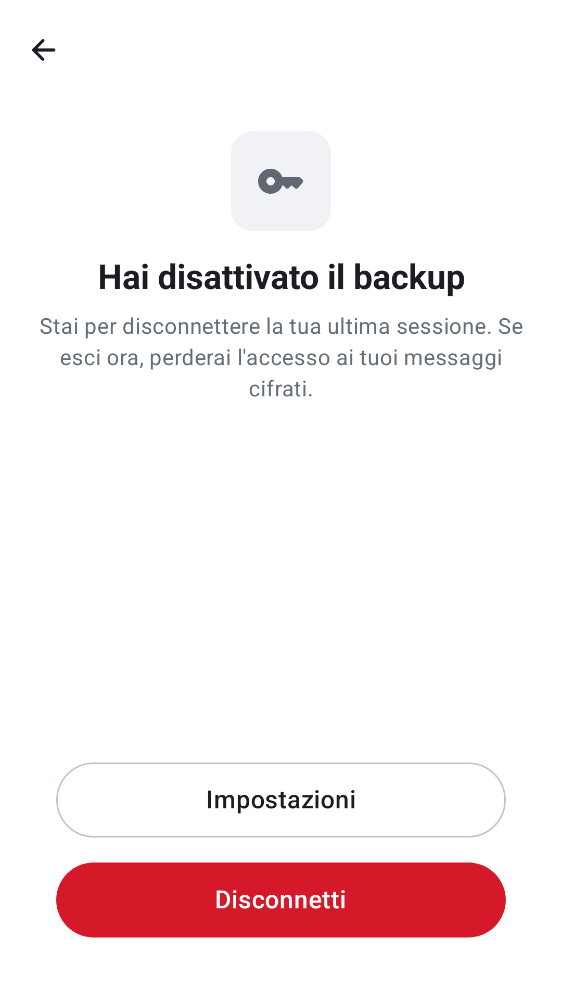 Hai disattivato il backup
Stai per disconnettere la tua ultima sessione. Se
esci ora, perderai l'accesso ai tuoi messaggi
cifrati.
Impostazioni
Disconnetti